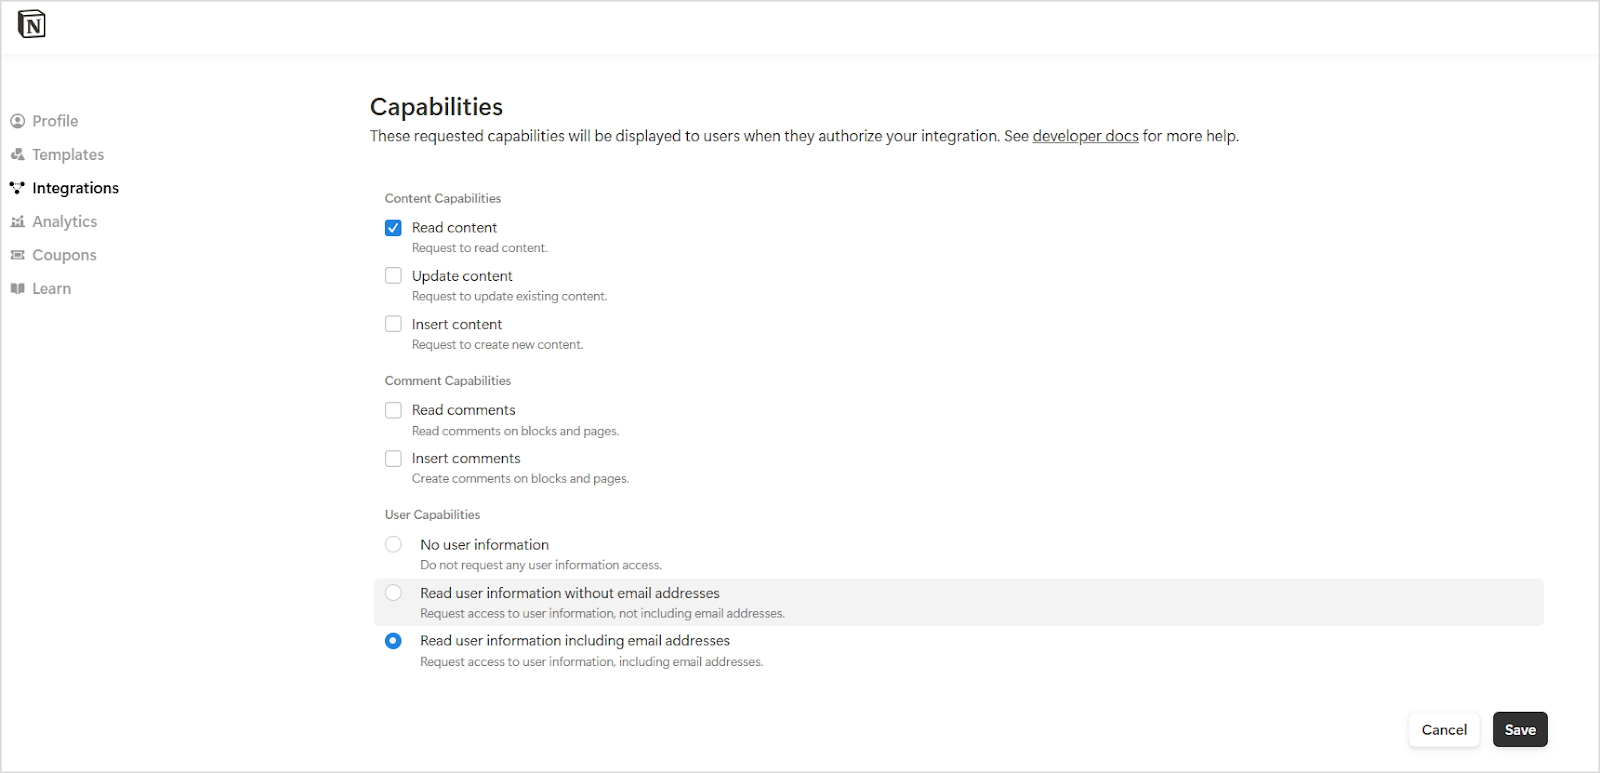 N
Profile
Templates
Integrations
Analytics
Coupons
Learn
Capabilities
These requested capabilities will be displayed to users when they authorize your integration. See developer docs for more help.
Content Capabilities
Read content
Request to read content.
Update content
Request to update existing content.
Insert content
Request to create new content.
Comment Capabilities
Read comments
Read comments on blocks and pages.
Insert comments
Create comments on blocks and pages.
User Capabilities
No user information
Do not request any user information access.
Read user information without email addresses
Request access to user information, not including email addresses.
Read user information including email addresses
Request access to user information, including email addresses.
Cancel Save